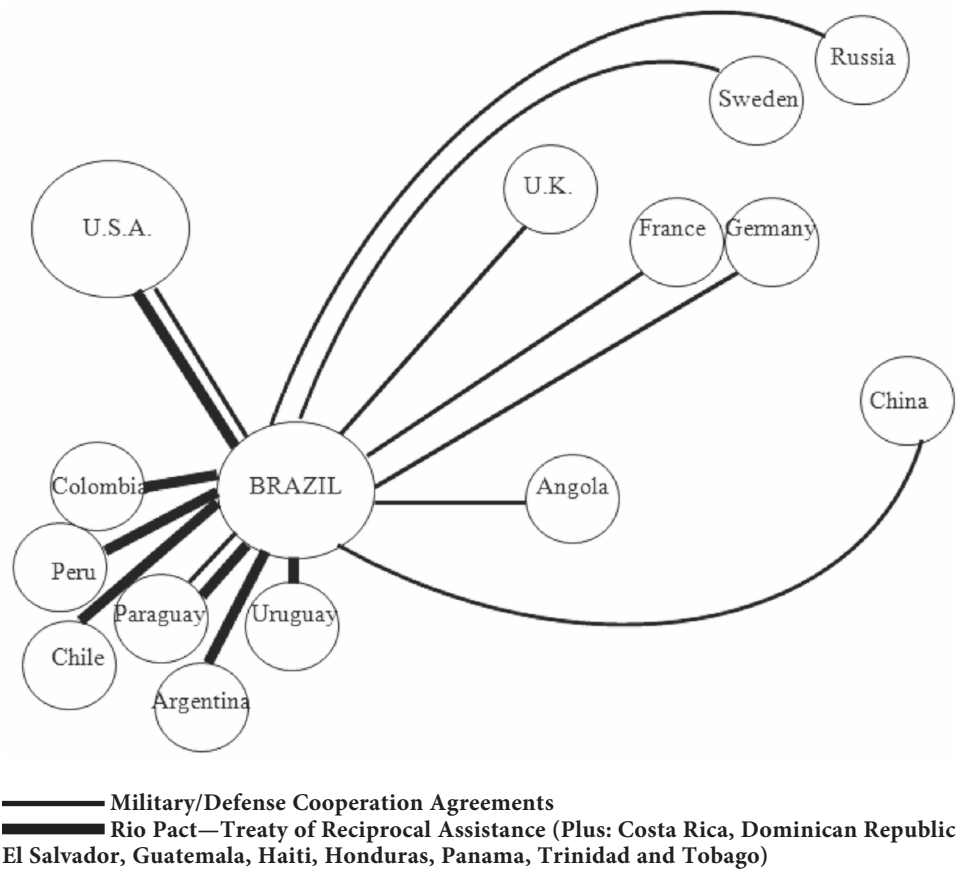 Russia
Sweden
U.K.
U.S.A.
France
Germany
China
Colombia
BRAZIL
Angola
Peru
Paraguay
Uruguay
Chile
Argentina
Military/Defense Cooperation Agreements
Rio Pact—Treaty of Reciprocal Assistance (Plus: Costa Rica, Dominican Republic
El Salvador, Guatemala, Haiti, Honduras, Panama, Trinidad and Tobago)